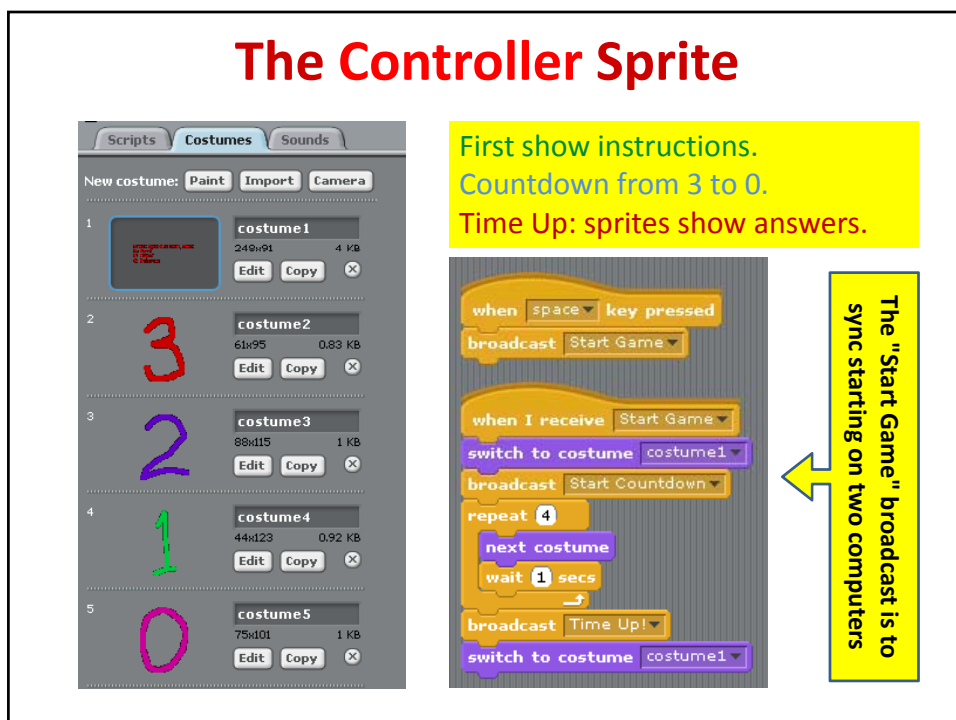 The Controller Sprite
Scripts Costumes Sounds
New costume: Paint Import Camera
1
costume1
249x91 4 KB
Edit Copy
2
3
costume2
61x95 0.83 KB
Edit Copy
3
2
costume3
88x115 1 KB
Edit Copy
4
1
costume4
44x123 0.92 KB
Edit Copy
5
0
costume5
75x101 1 KB
Edit Copy
First show instructions.
Countdown from 3 to 0.
Time Up: sprites show answers.
when space key pressed
broadcast Start Game
when I receive Start Game
switch to costume costume1
broadcast Start Countdown
repeat 4
next costume
wait 1 secs
broadcast Time Up!
switch to costume costume1
The "Start Game" broadcast is to
sync starting on two computers